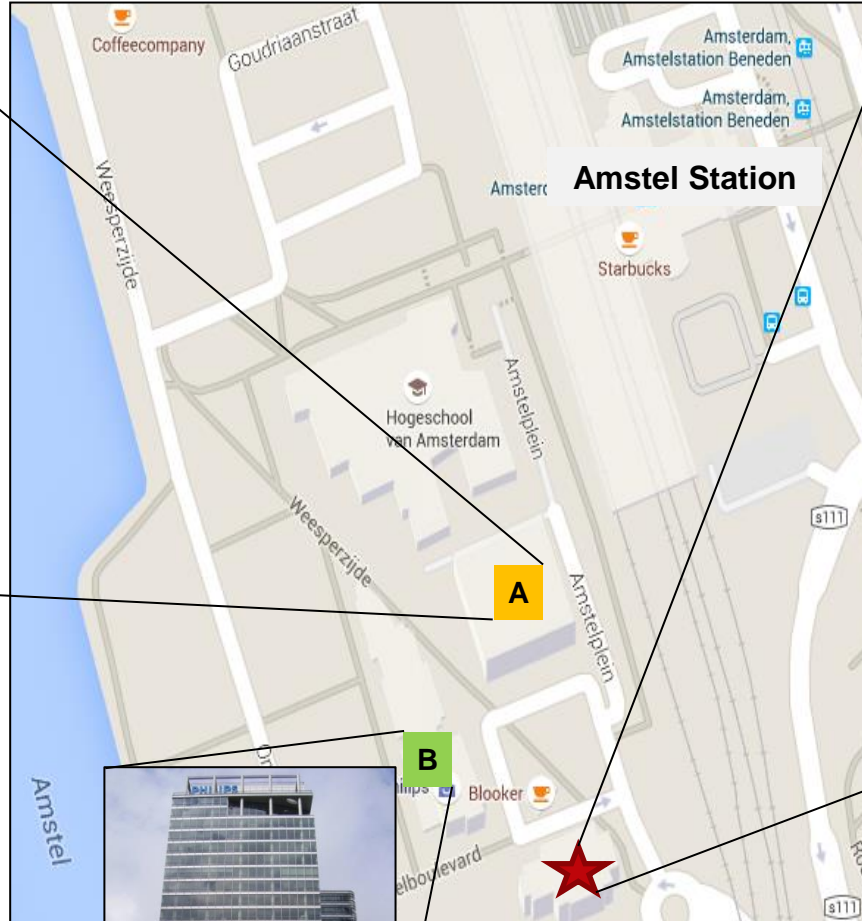 Coffeecompany
Goudriaanstraat
Amsterdam,
Amstelstation Beneden
Amsterdam,
Amstelstation Beneden
Weesperzijde
Amstel Station
Starbucks
Hogeschool
van Amsterdam
Amstelplein
Weesperzijde
s111
A
Amstelplein
B
Blooker
PHILIPS
Amstel
s111